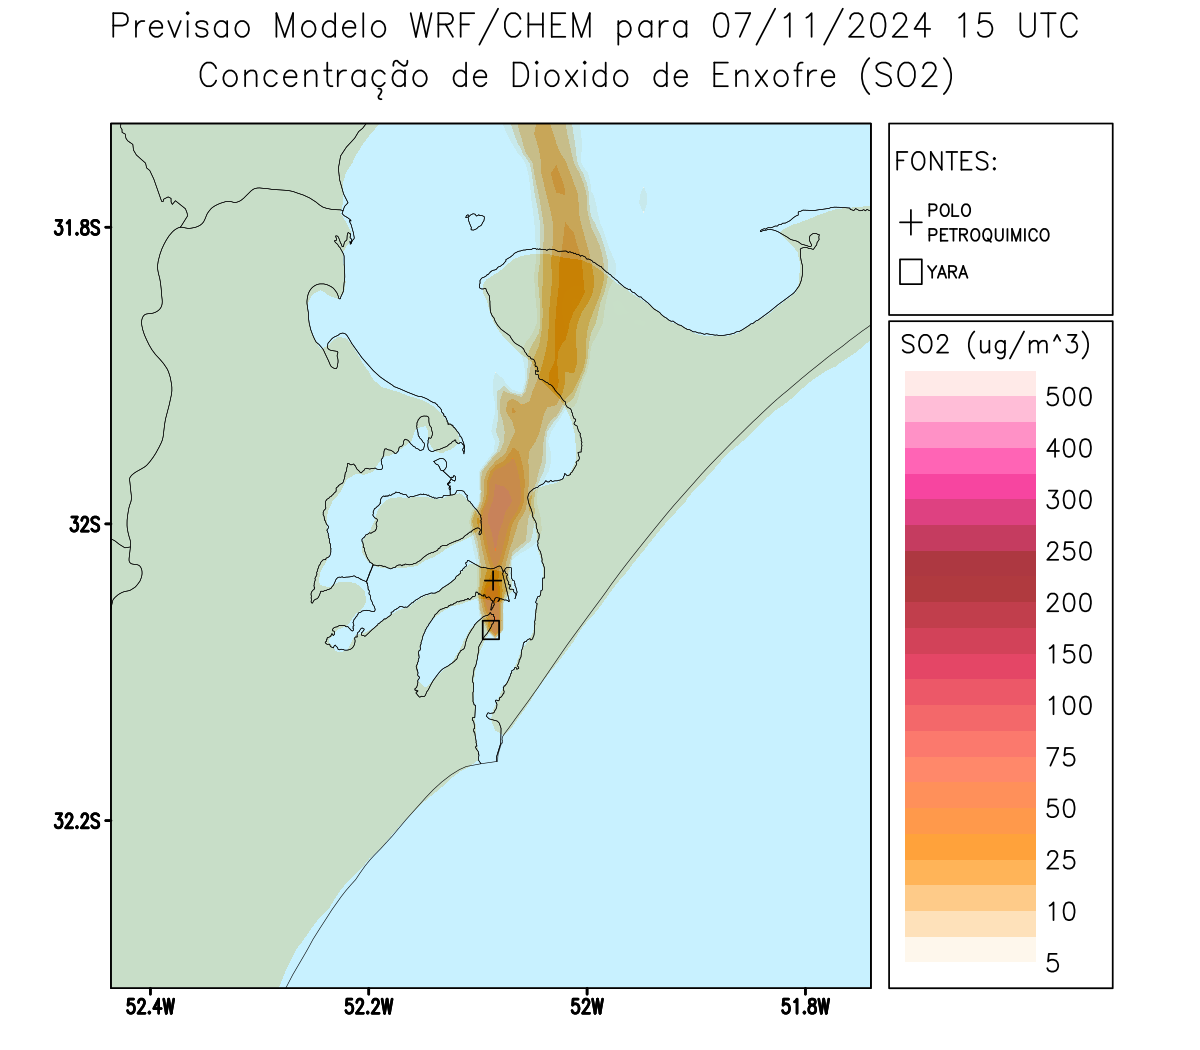 Previsao Modelo WRF/CHEM para 07/11/2024 15 UTC
Concentração de Dioxido de Enxofre (SO2)
FONTES:
POLO
PETROQUIMICO
YARA
SO2 (ug/m^3)
500
400
300
250
200
150
100
75
50
25
10
5
31.8S
32S
32.2S
52.4W
52.2W
52W
51.8W